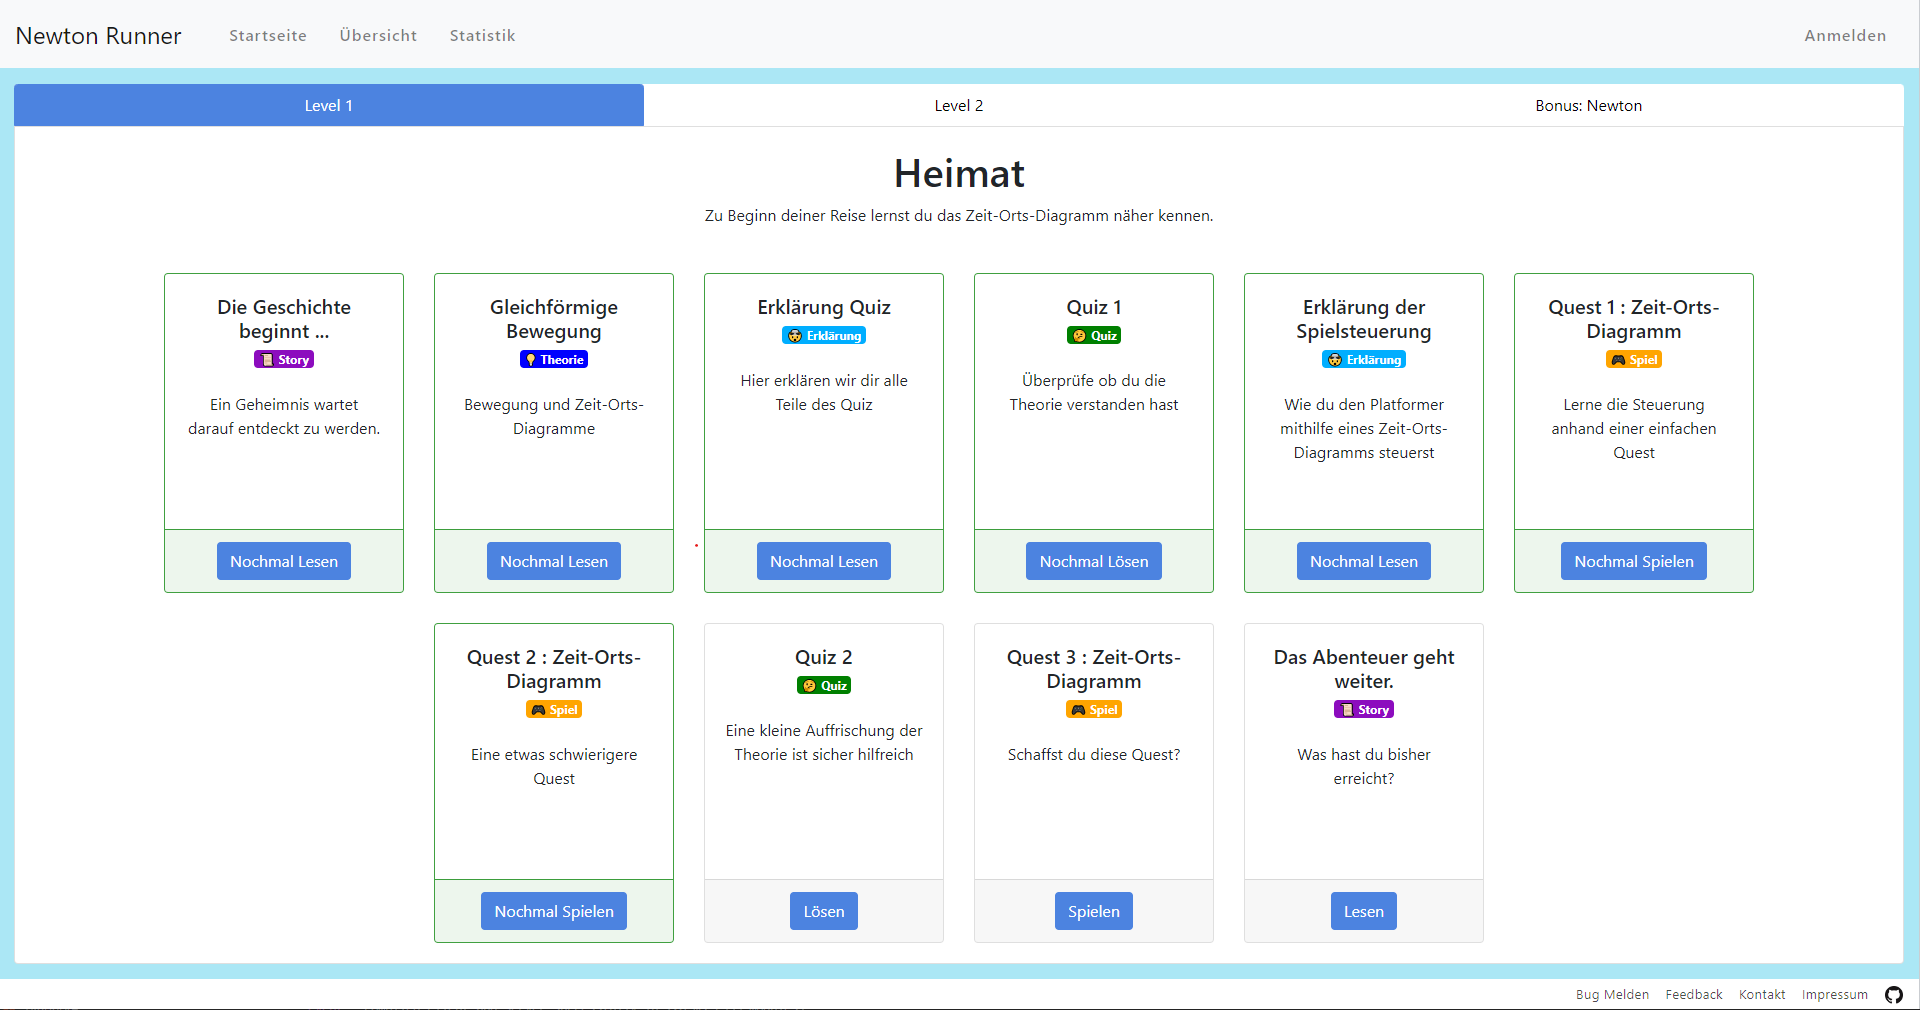 Newton Runner Startseite Übersicht Statistik Anmelden
Level 1 Level 2 Bonus: Newton
Heimat
Zu Beginn deiner Reise lernst du das Zeit-Orts-Diagramm näher kennen.
Die Geschichte
beginnt ...
Story
Ein Geheimnis wartet
darauf entdeckt zu werden.
Nochmal Lesen
Gleichförmige
Bewegung
Theorie
Bewegung und Zeit-Orts-
Diagramme
Nochmal Lesen
Erklärung Quiz
Erklärung
Hier erklären wir dir alle
Teile des Quiz
Nochmal Lesen
Quiz 1
Quiz
Überprüfe ob du die
Theorie verstanden hast
Nochmal Lösen
Erklärung der
Spielsteuerung
Erklärung
Wie du den Platformer
mithilfe eines Zeit-Orts-
Diagramms steuerst
Nochmal Lesen
Quest 1 : Zeit-Orts-
Diagramm
Spiel
Lerne die Steuerung
anhand einer einfachen
Quest
Nochmal Spielen
Quest 2 : Zeit-Orts-
Diagramm
Spiel
Eine etwas schwierigere
Quest
Nochmal Spielen
Quiz 2
Quiz
Eine kleine Auffrischung der
Theorie ist sicher hilfreich
Lösen
Quest 3 : Zeit-Orts-
Diagramm
Spiel
Schaffst du diese Quest?
Spielen
Das Abenteuer geht
weiter.
Story
Was hast du bisher
erreicht?
Lesen
Bug Melden Feedback Kontakt Impressum